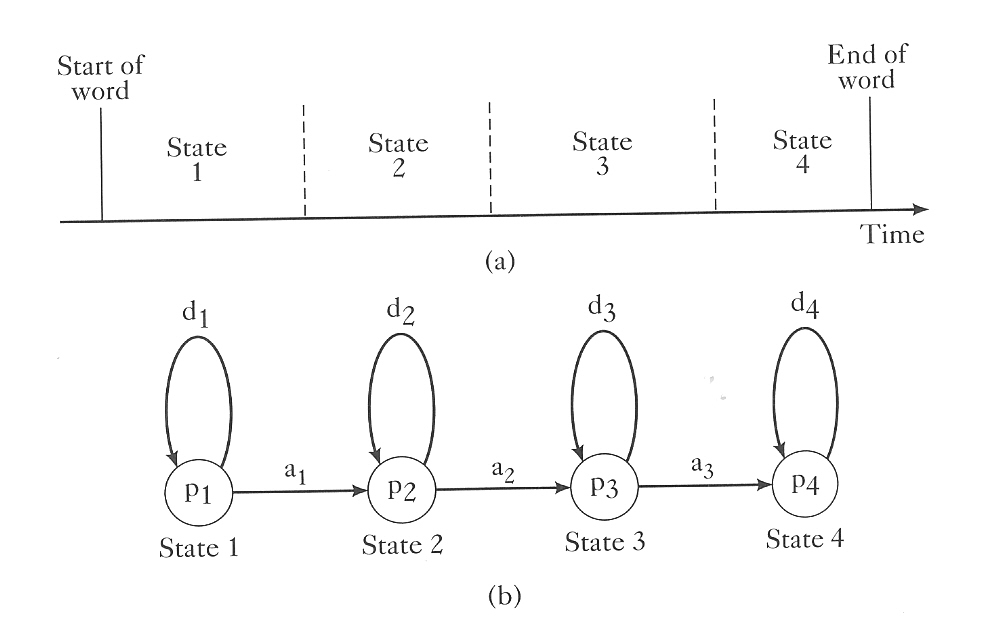 Start of
word
End of
word
State
1
State
2
State
3
State
4
Time
(a)
d1
d2
d3
d4
a1
a2
a3
p1
p2
p3
p4
State 1
State 2
State 3
State 4
(b)